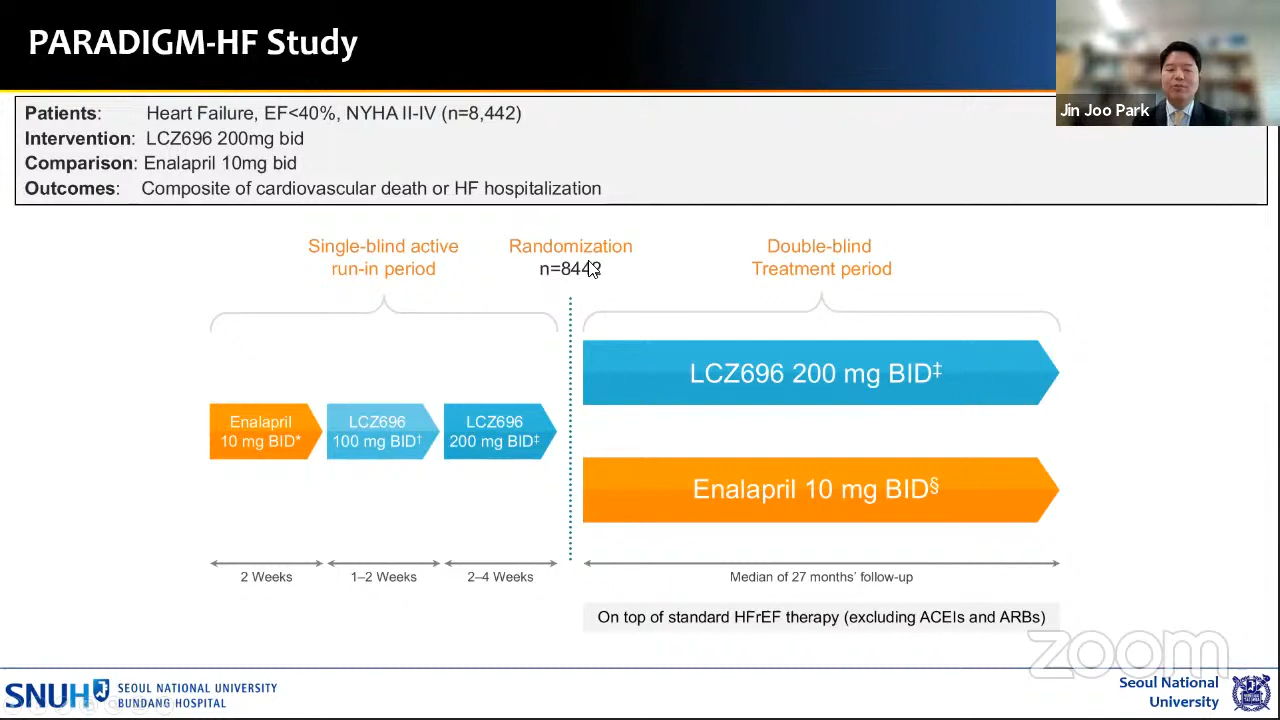 PARADIGM-HF Study
Jin Joo Park
Patients: Heart Failure, EF<40%, NYHA II-IV (n=8,442)
Intervention: LCZ696 200mg bid
Comparison: Enalapril 10mg bid
Outcomes: Composite of cardiovascular death or HF hospitalization
Single-blind active
run-in period
Randomization
n=8442
Double-blind
Treatment period
LCZ696 200 mg BID‡
Enalapril
10 mg BID*
LCZ696
100 mg BID†
LCZ696
200 mg BID‡
Enalapril 10 mg BID§
2 Weeks
1–2 Weeks
2–4 Weeks
Median of 27 months' follow-up
On top of standard HFrEF therapy (excluding ACEIs and ARBs)
zoom
SNUH
SEOUL NATIONAL UNIVERSITY
BUNDANG HOSPITAL
Seoul National
University